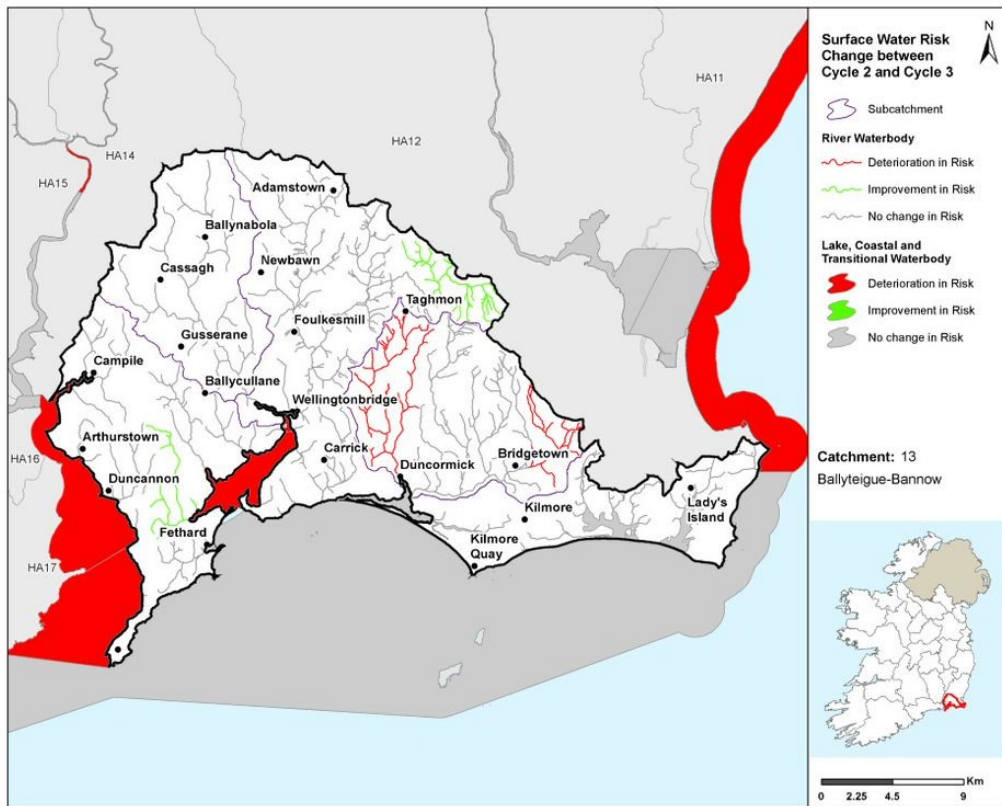 Surface Water Risk
Change between
Cycle 2 and Cycle 3
N
Subcatchment
River Waterbody
Deterioration in Risk
Improvement in Risk
No change in Risk
Lake, Coastal and
Transitional Waterbody
Deterioration in Risk
Improvement in Risk
No change in Risk
Catchment: 13
Ballyteigue-Bannow
Km
0 2.25 4.5 9
HA11
HA12
HA14
HA15
HA16
HA17
Adamstown
Ballynabola
Newbawn
Cassagh
Taghmon
Foulkesmill
Gusserane
Campile
Ballycullane
Wellingtonbridge
Arthurstown
Carrick
Duncormick
Bridgetown
Duncannon
Lady's
Island
Kilmore
Fethard
Kilmore
Quay